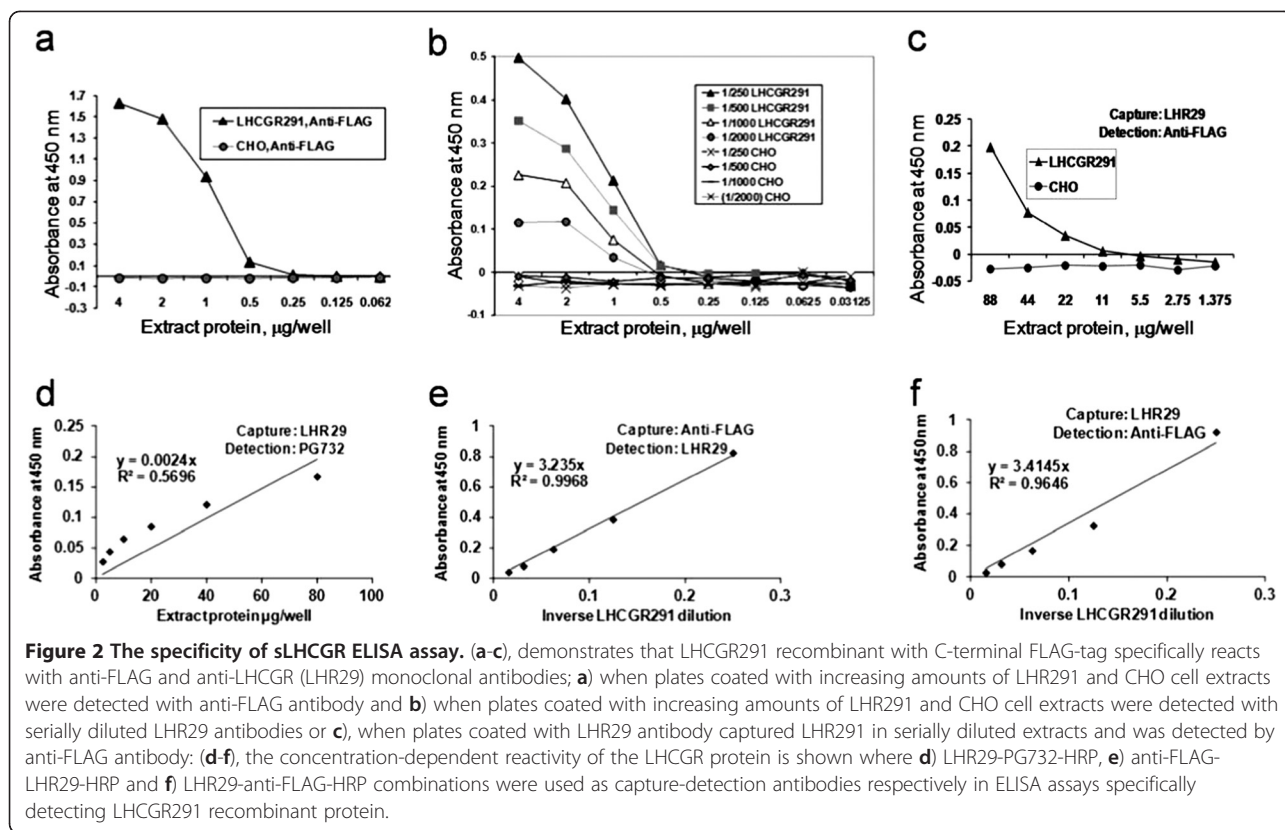 a
1.7
1.5
1.3
1.1
0.9
0.7
0.5
0.3
0.1
-0.1
-0.3
Absorbance at 450 nm
LHCGR291,Anti-FLAG
CHO,Anti-FLAG
4 2 1 0.5 0.25 0.125 0.062
Extract protein, µg/well
b
0.5
0.4
0.3
0.2
0.1
0
-0.1
Absorbance at 450 nm
1/250 LHCGR291
1/500 LHCGR291
1/1000 LHCGR291
1/2000 LHCGR291
1/250 CHO
1/500 CHO
1/1000 CHO
(1/2000) CHO
4 2 1 0.5 0.25 0.125 0.0625 0.03125
Extract protein, µg/well
c
Capture: LHR29
Detection: Anti-FLAG
0.25
0.2
0.15
0.1
0.05
0
-0.05
Absorbance at 450 nm
LHCGR291
CHO
88 44 22 11 5.5 2.75 1.375
Extract protein, µg/well
d
0.25
0.2
0.15
0.1
0.05
0
Absorbance at 450 nm
Capture: LHR29
Detection: PG732
y = 0.0024x
R² = 0.5696
0 20 40 60 80 100
Extract protein µg/well
e
1
0.8
0.6
0.4
0.2
0
Absorbance at 450 nm
Capture: Anti-FLAG
Detection: LHR29
y = 3.235x
R² = 0.9968
0 0.1 0.2 0.3
Inverse LHCGR291 dilution
f
1
0.8
0.6
0.4
0.2
0
Absorbance at 450nm
Capture: LHR29
Detection: Anti-FLAG
y = 3.4145x
R² = 0.9646
0 0.1 0.2 0.3
Inverse LHCGR291 dilution
Figure 2 The specificity of sLHCGR ELISA assay. (a-c), demonstrates that LHCGR291 recombinant with C-terminal FLAG-tag specifically reacts
with anti-FLAG and anti-LHCGR (LHR29) monoclonal antibodies; a) when plates coated with increasing amounts of LHR291 and CHO cell extracts
were detected with anti-FLAG antibody and b) when plates coated with increasing amounts of LHR291 and CHO cell extracts were detected with
serially diluted LHR29 antibodies or c), when plates coated with LHR29 antibody captured LHR291 in serially diluted extracts and was detected by
anti-FLAG antibody: (d-f), the concentration-dependent reactivity of the LHCGR protein is shown where d) LHR29-PG732-HRP, e) anti-FLAG-
LHR29-HRP and f) LHR29-anti-FLAG-HRP combinations were used as capture-detection antibodies respectively in ELISA assays specifically
detecting LHCGR291 recombinant protein.